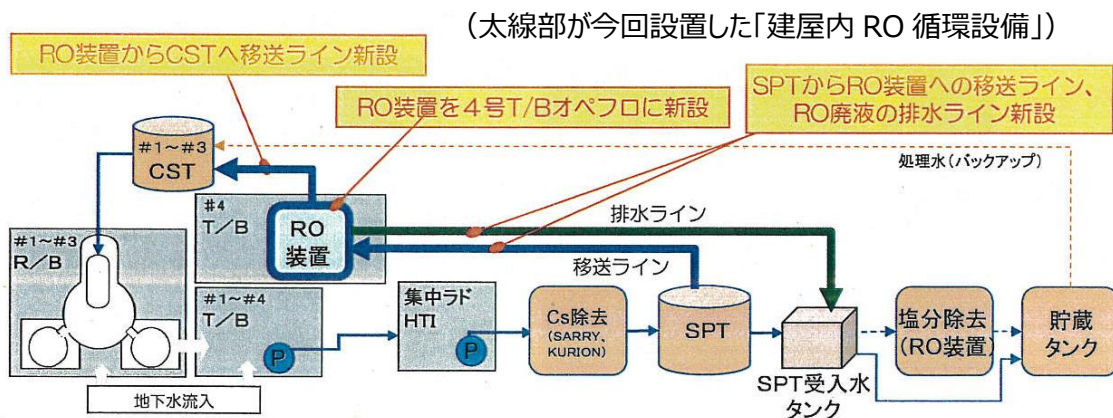 （太線部が今回設置した「建屋内 RO 循環設備」）
RO装置からCSTへ移送ライン新設
SPTからRO装置への移送ライン、
RO廃液の排水ライン新設
RO装置を４号T/Bオペフロに新設
#1～#3
CST
処理水（バックアップ）
#4
T／B
RO
装置
排水ライン
移送ライン
#1～#3
R／B
#1～#4
T／B
P
集中ラド
HTI
P
Cs除去
(SARRY、
KURION)
SPT
SPT受入水
タンク
塩分除去
(RO装置)
貯蔵
タンク
地下水流入